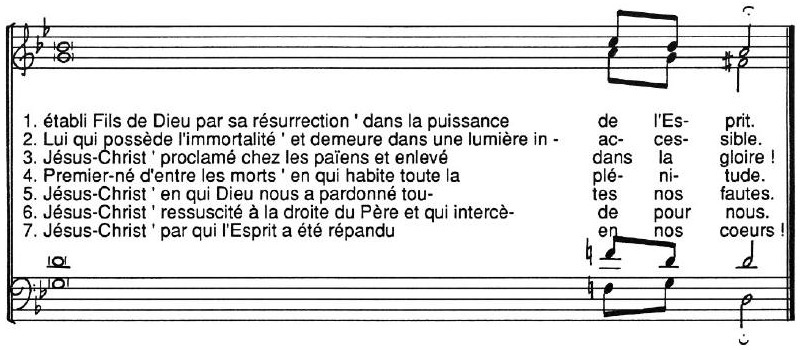 1. établi Fils de Dieu par sa résurrection ' dans la puissance de l'Es- prit.
2. Lui qui possède l'immortalité ' et demeure dans une lumière in - ac- ces- sible.
3. Jésus-Christ ' proclamé chez les païens et enlevé dans la gloire !
4. Premier-né d'entre les morts ' en qui habite toute la plé- ni- tude.
5. Jésus-Christ ' en qui Dieu nous a pardonné tou- tes nos fautes.
6. Jésus-Christ ' ressuscité à la droite du Père et qui intercè- de pour nous.
7. Jésus-Christ ' par qui l'Esprit a été répandu en nos coeurs !